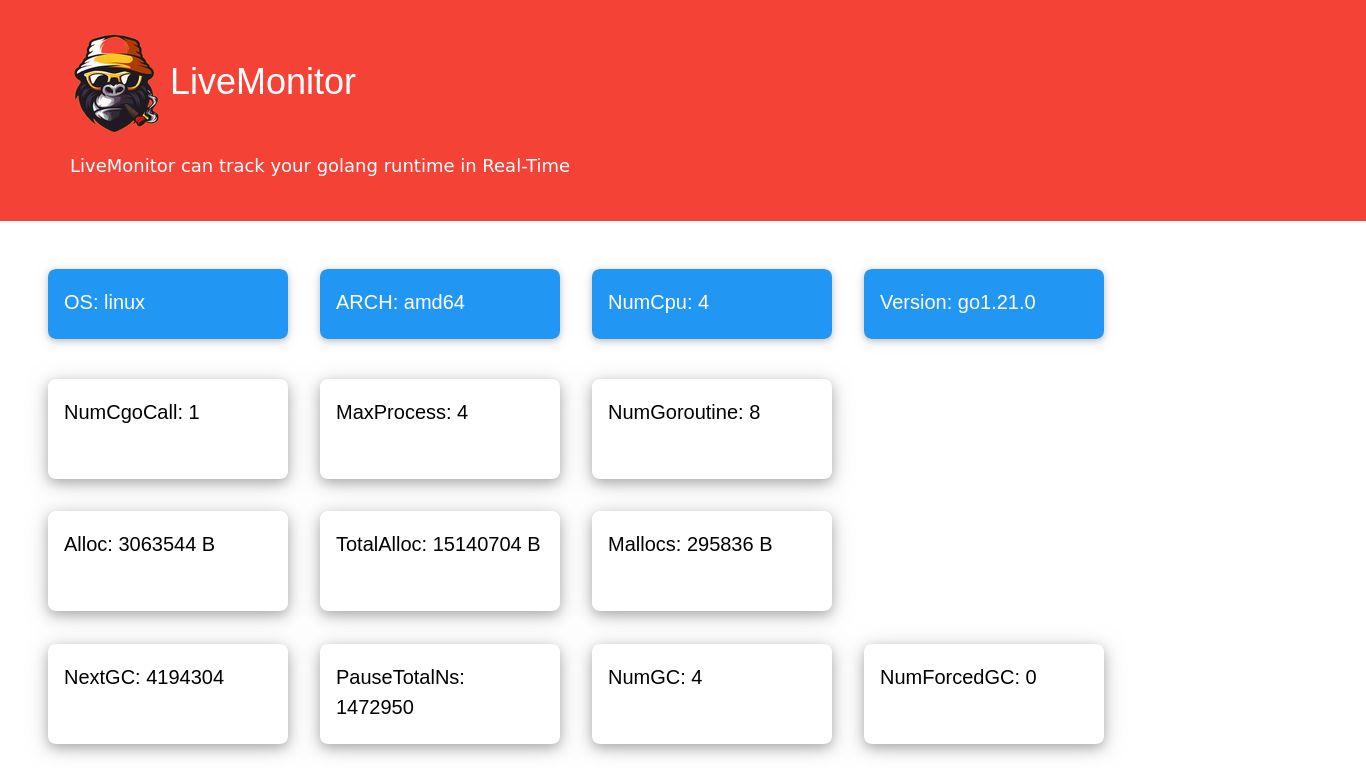 LiveMonitor
LiveMonitor can track your golang runtime in Real-Time
OS: linux
ARCH: amd64
NumCpu: 4
Version: go1.21.0
NumCgoCall: 1
MaxProcess: 4
NumGoroutine: 8
Alloc: 3063544 B
TotalAlloc: 15140704 B
Mallocs: 295836 B
NextGC: 4194304
PauseTotalNs:
1472950
NumGC: 4
NumForcedGC: 0